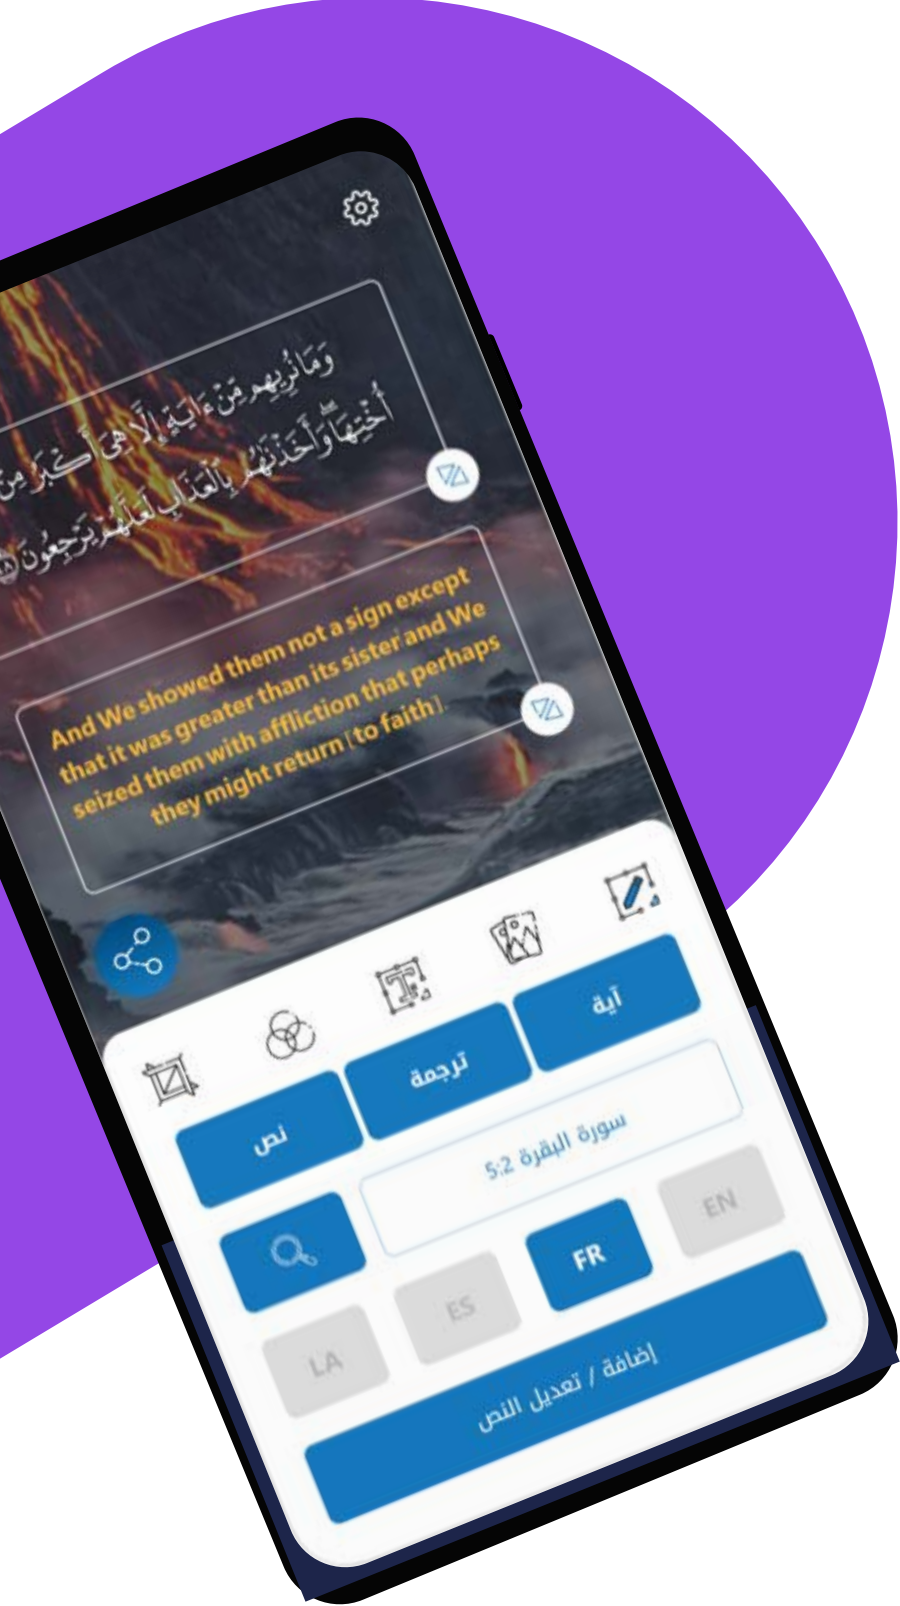 وَمَا نُرِيهِم مِّنْ ءَايَةٍ إِلَّا هِىَ أَكْبَرُ مِنْ
أُخْتِهَا ۖ وَأَخَذْنَٰهُم بِٱلْعَذَابِ لَعَلَّهُمْ يَرْجِعُونَ
And We showed them not a sign except
that it was greater than its sister and We
seized them with affliction that perhaps
they might return [to faith].
آية
ترجمة
نص
سورة البقرة 5:2
EN
FR
ES
LA
إضافة / تعديل النص